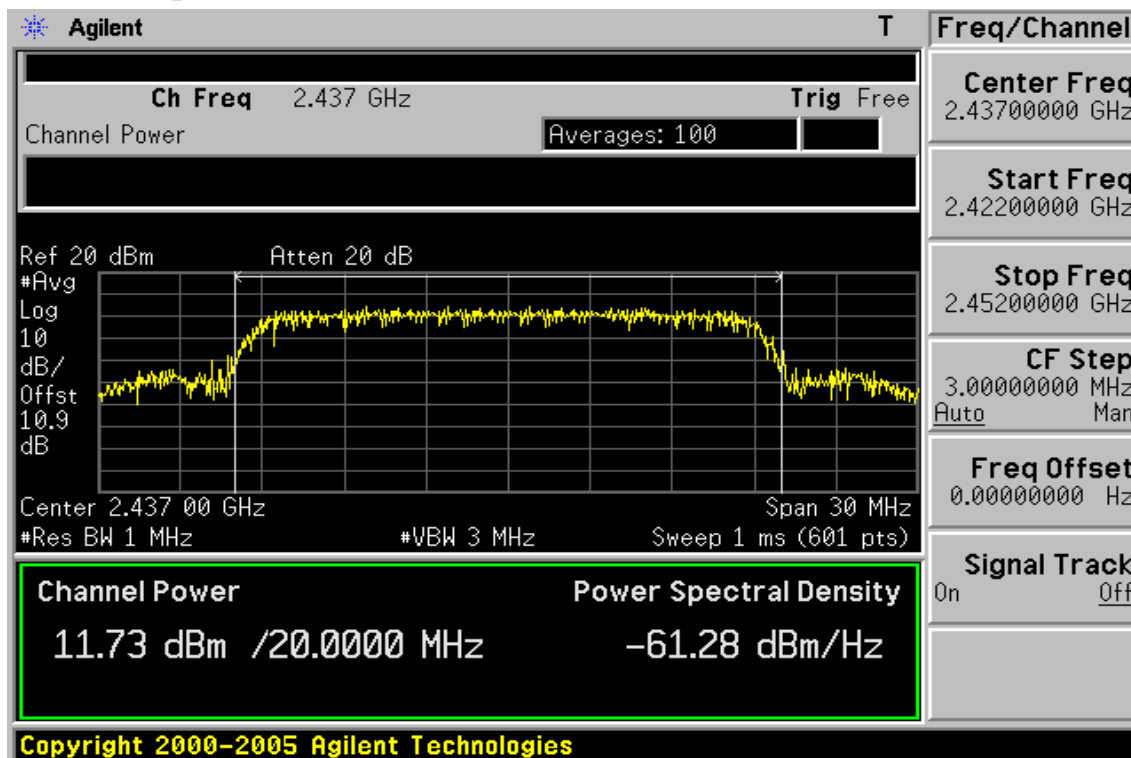 Agilent T Freq/Channel
Ch Freq 2.437 GHz Trig Free
Channel Power Averages: 100
Ref 20 dBm Atten 20 dB
#Avg
Log
10
dB/
Offst
10.9
dB
Center 2.437 00 GHz Span 30 MHz
#Res BW 1 MHz #VBW 3 MHz Sweep 1 ms (601 pts)
Channel Power Power Spectral Density
11.73 dBm /20.0000 MHz -61.28 dBm/Hz
Copyright 2000-2005 Agilent Technologies
Center Freq
2.43700000 GHz
Start Freq
2.42200000 GHz
Stop Freq
2.45200000 GHz
CF Step
3.00000000 MHz
Auto Man
Freq Offset
0.00000000 Hz
Signal Track
On Off